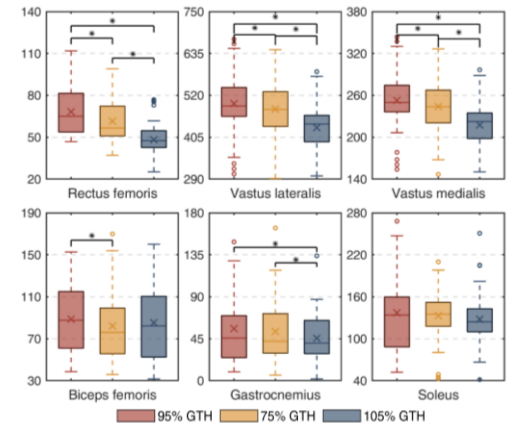 140 750 380
* * *
* * * * * *
110 635 320
80 520 260
50 405 200
20 290 140
Rectus femoris Vastus lateralis Vastus medialis
190 180 280
* * *
150 135 220
110 90 160
70 45 100
30 0 40
Biceps femoris Gastrocnemius Soleus
95% GTH 75% GTH 105% GTH